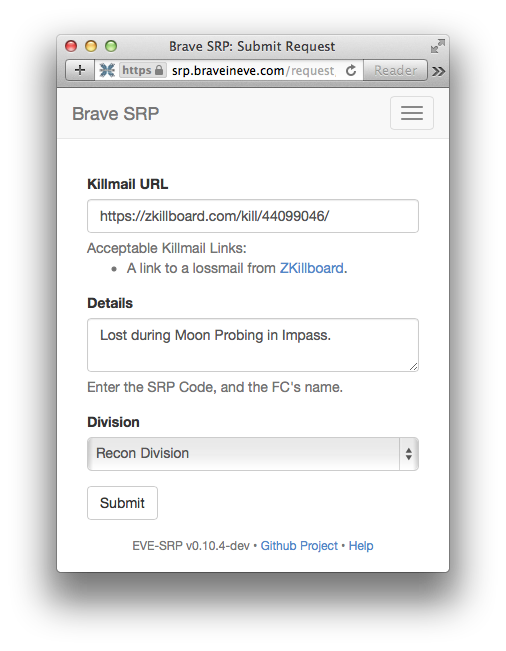 Brave SRP: Submit Request
https srp.braveineve.com/request Reader
Brave SRP
Killmail URL
https://zkillboard.com/kill/44099046/
Acceptable Killmail Links:
• A link to a lossmail from ZKillboard.
Details
Lost during Moon Probing in Impass.
Enter the SRP Code, and the FC's name.
Division
Recon Division
Submit
EVE-SRP v0.10.4-dev • Github Project • Help